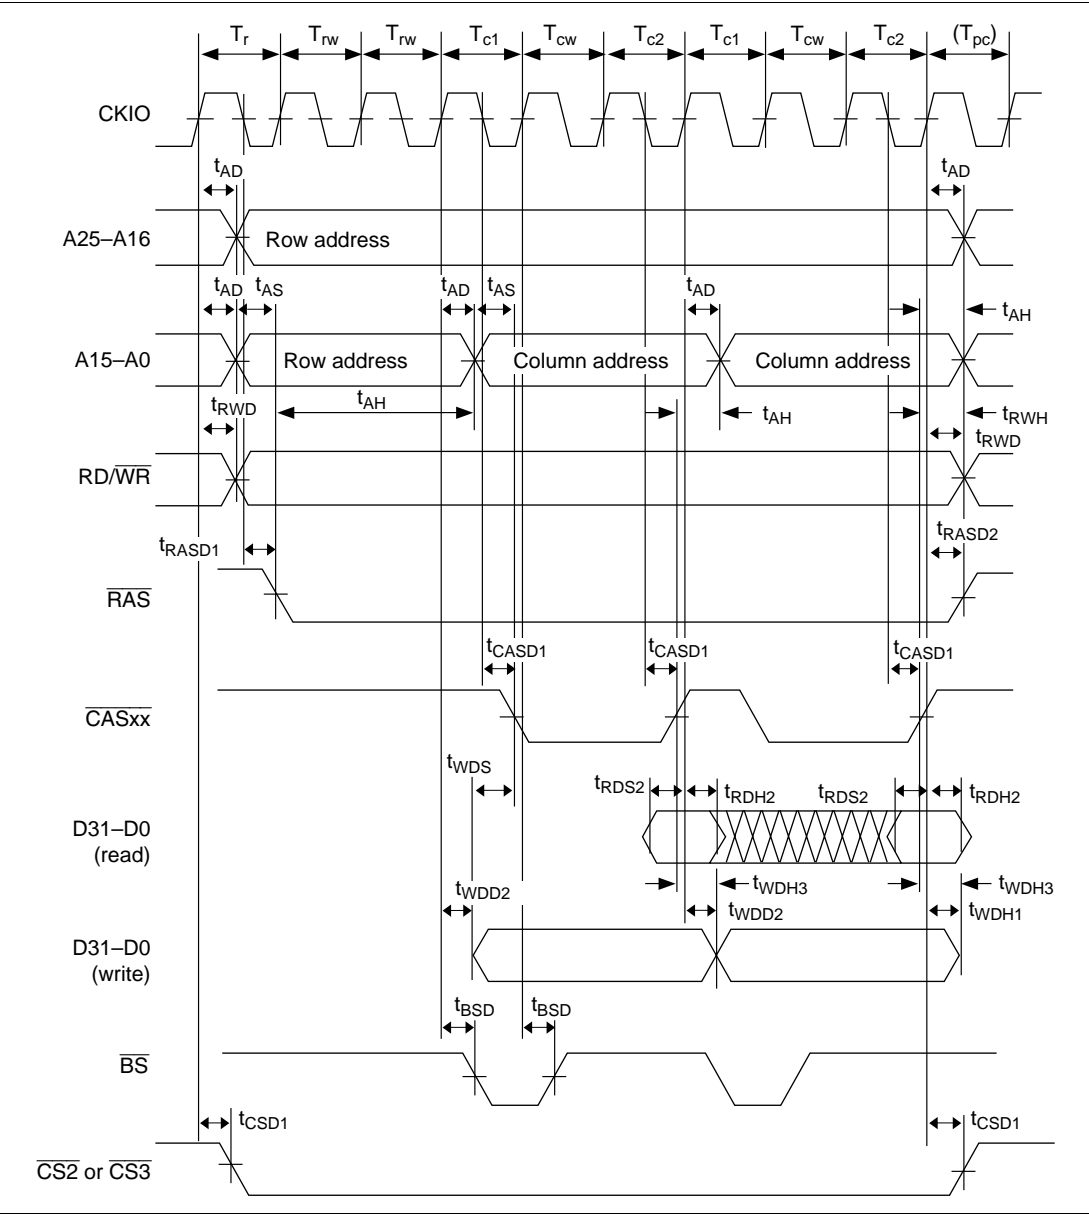 Tr Trw Trw Tc1 Tcw Tc2 Tc1 Tcw Tc2 (Tpc)
CKIO
tAD tAD
A25–A16 Row address
tAD tAS tAD tAS tAD tAH
A15–A0 Row address Column address Column address
tRWD tAH tAH tRWH
tRWD
RD/WR
tRASD1 tRASD2
RAS
tCASD1 tCASD1 tCASD1
CASxx
tWDS tRDS2 tRDH2 tRDS2 tRDH2
D31–D0
(read)
tWDD2 tWDH3 tWDH3
tWDD2 tWDH1
D31–D0
(write)
tBSD tBSD
BS
tCSD1 tCSD1
CS2 or CS3